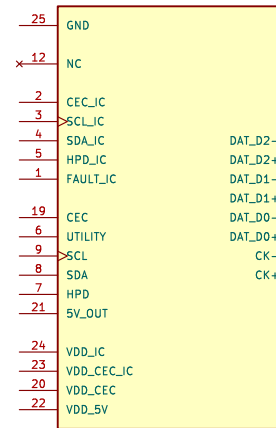 25 GND
12 NC
2 CEC_IC
3 SCL_IC
4 SDA_IC DAT_D2-
5 HPD_IC DAT_D2+
1 FAULT_IC DAT_D1-
DAT_D1+
19 CEC DAT_D0-
6 UTILITY DAT_D0+
9 SCL CK-
8 SDA CK+
7 HPD
21 5V_OUT
24 VDD_IC
23 VDD_CEC_IC
20 VDD_CEC
22 VDD_5V